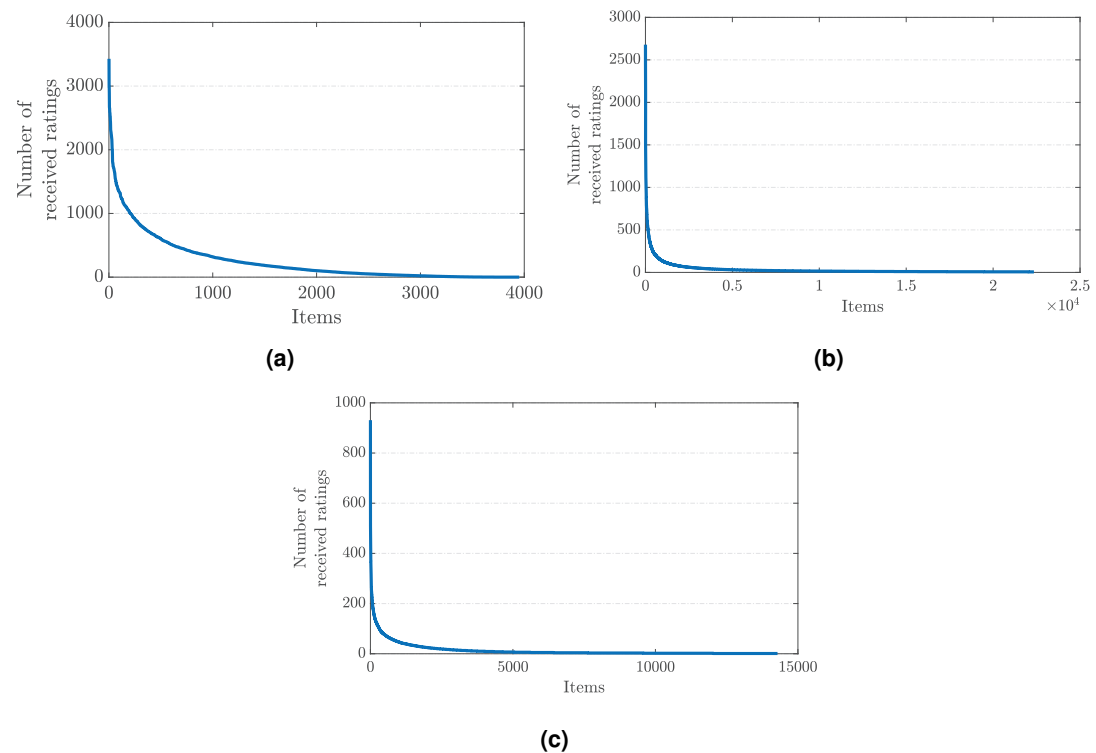 4000
3000
2000
1000
0
Number of
received ratings
0 1000 2000 3000 4000
Items
(a)
3000
2500
2000
1500
1000
500
0
Number of
received ratings
0 0.5 1 1.5 2 2.5
×10⁴
Items
(b)
1000
800
600
400
200
0
Number of
received ratings
0 5000 10000 15000
Items
(c)